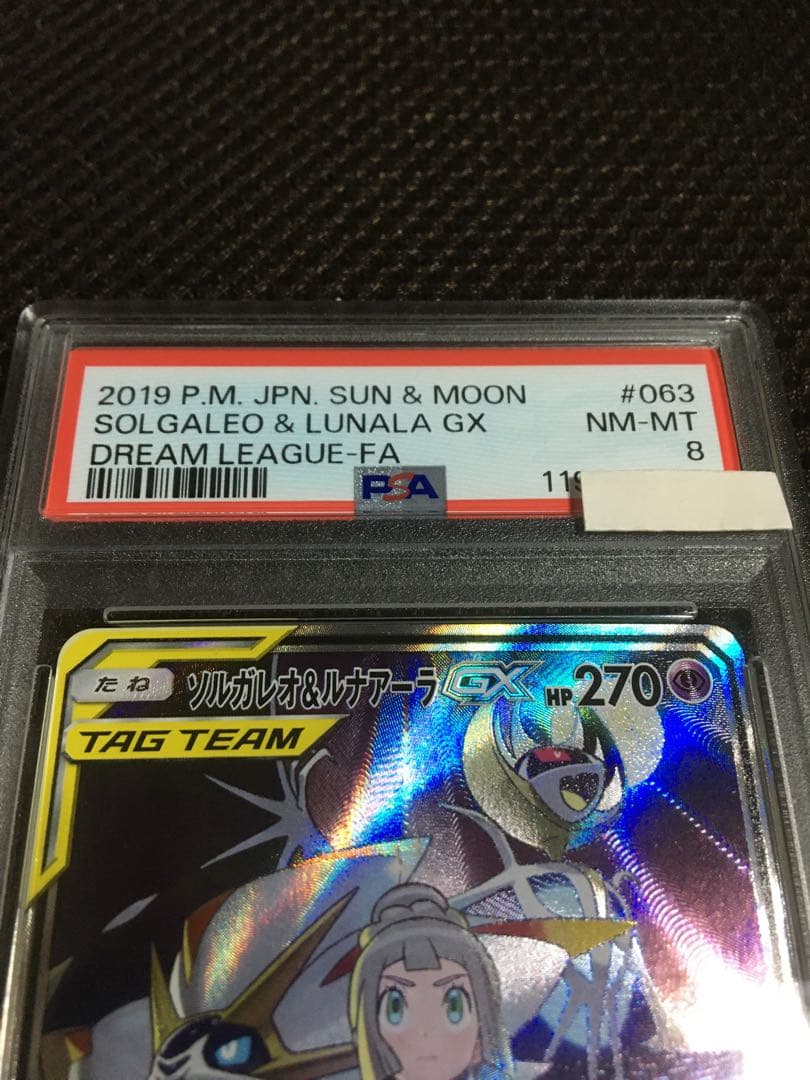 2019 P.M. JPN. SUN & MOON #063
SOLGALEO & LUNALA GX NM-MT
DREAM LEAGUE-FA 8
PSA
たね ソルガレオ&ルナアーラ GX HP 270
TAG TEAM